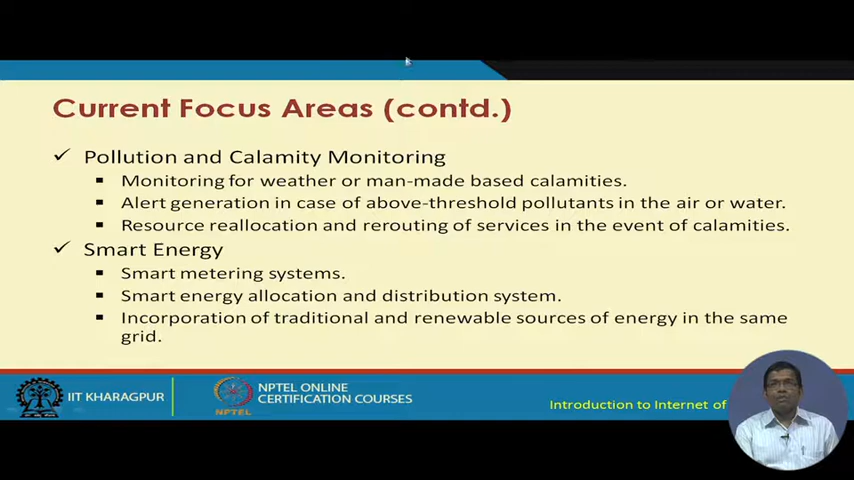 Current Focus Areas (contd.)
✓ Pollution and Calamity Monitoring
▪ Monitoring for weather or man-made based calamities.
▪ Alert generation in case of above-threshold pollutants in the air or water.
▪ Resource reallocation and rerouting of services in the event of calamities.
✓ Smart Energy
▪ Smart metering systems.
▪ Smart energy allocation and distribution system.
▪ Incorporation of traditional and renewable sources of energy in the same
grid.
IIT KHARAGPUR
NPTEL
NPTEL ONLINE
CERTIFICATION COURSES
Introduction to Internet of